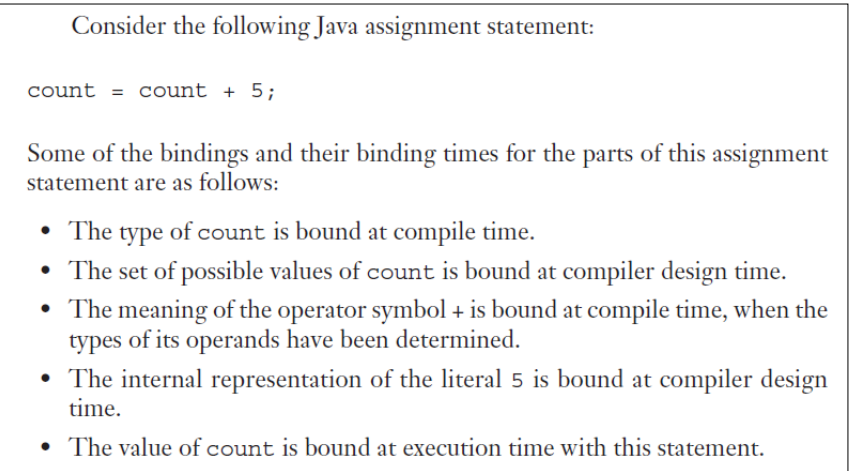 Consider the following Java assignment statement:
count = count + 5;
Some of the bindings and their binding times for the parts of this assignment
statement are as follows:
• The type of count is bound at compile time.
• The set of possible values of count is bound at compiler design time.
• The meaning of the operator symbol + is bound at compile time, when the
types of its operands have been determined.
• The internal representation of the literal 5 is bound at compiler design
time.
• The value of count is bound at execution time with this statement.